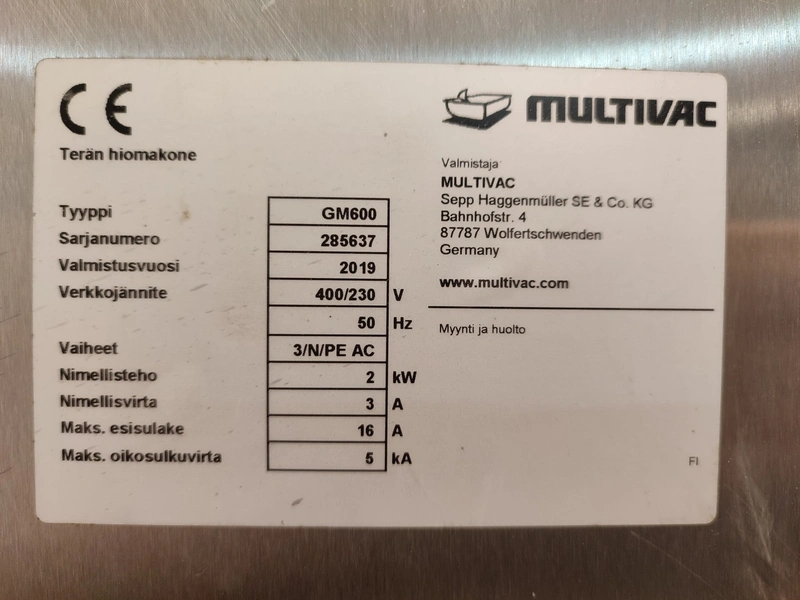 CE
Terän hiomakone
Tyyppi GM600
Sarjanumero 285637
Valmistusvuosi 2019
Verkkojännite 400/230 V
50 Hz
Vaiheet 3/N/PE AC
Nimellisteho 2 kW
Nimellisvirta 3 A
Maks. esisulake 16 A
Maks. oikosulkuvirta 5 kA
MULTIVAC
Valmistaja
MULTIVAC
Sepp Haggenmüller SE & Co. KG
Bahnhofstr. 4
87787 Wolfertschwenden
Germany
www.multivac.com
Myynti ja huolto
FI